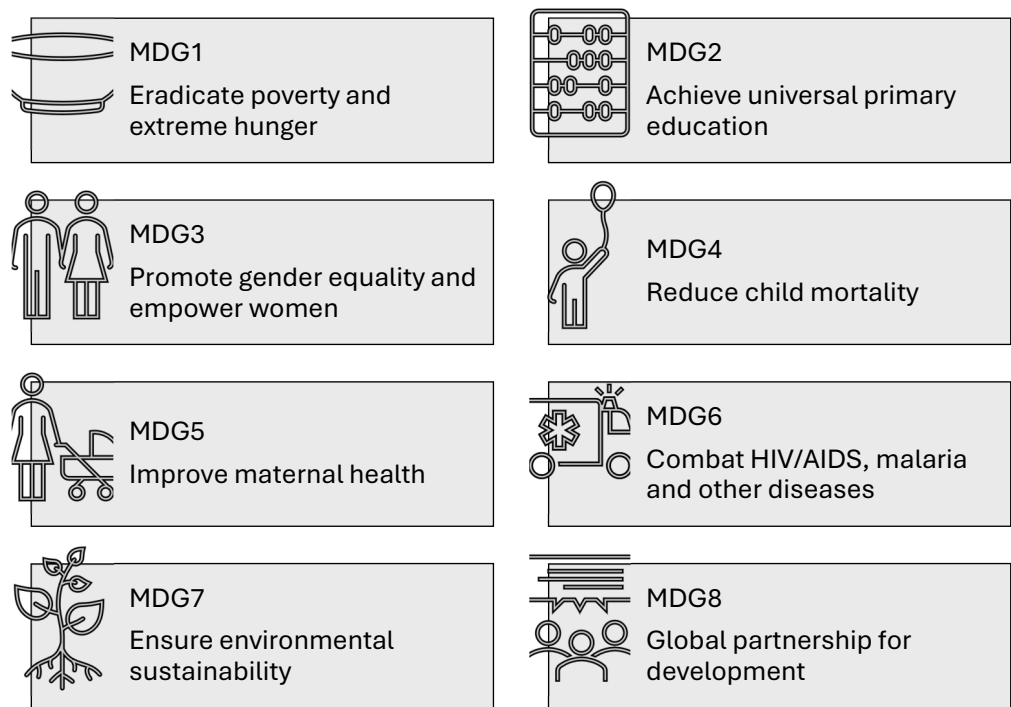 MDG1
Eradicate poverty and
extreme hunger
MDG2
Achieve universal primary
education
MDG3
Promote gender equality and
empower women
MDG4
Reduce child mortality
MDG5
Improve maternal health
MDG6
Combat HIV/AIDS, malaria
and other diseases
MDG7
Ensure environmental
sustainability
MDG8
Global partnership for
development